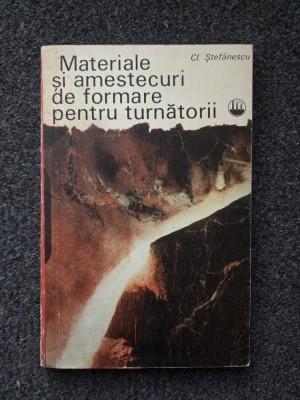 Cl. Ștefănescu
Materiale
și amestecuri
de formare
pentru turnătorii